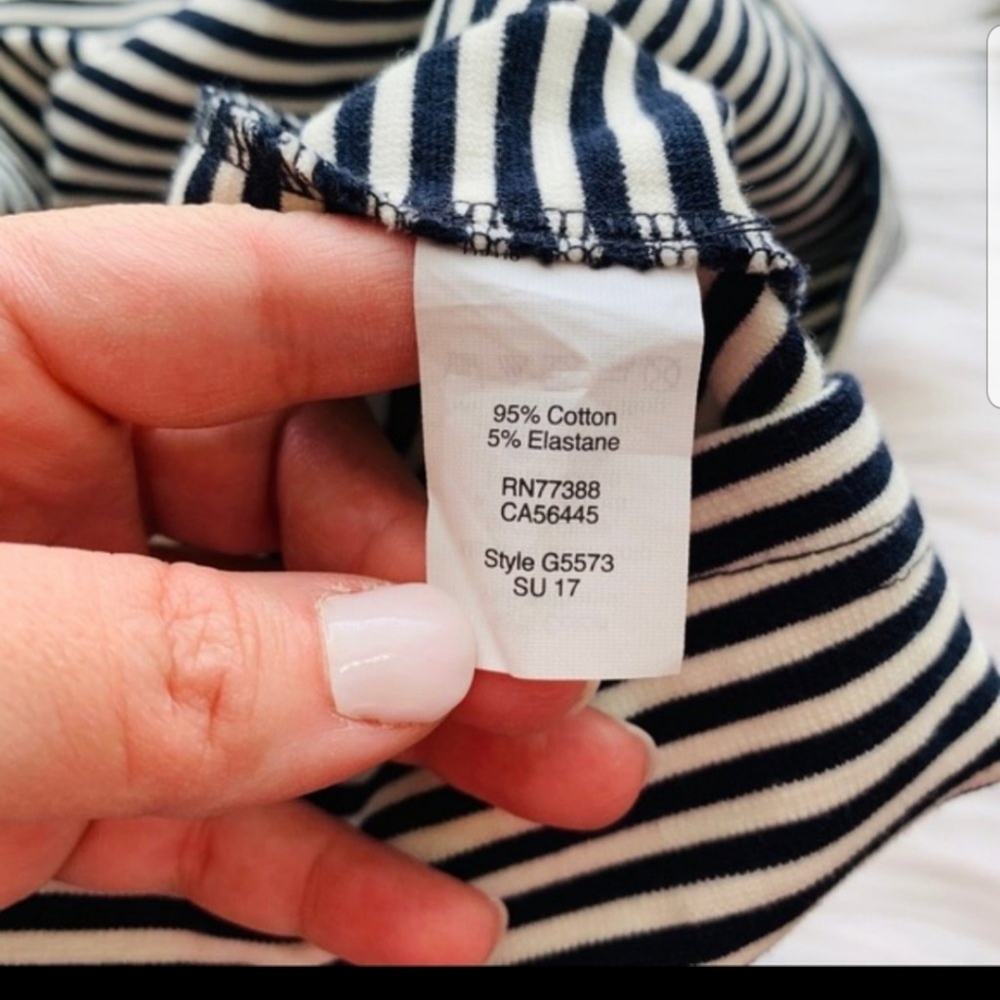 95% Cotton
5% Elastane
RN77388
CA56445
Style G5573
SU 17